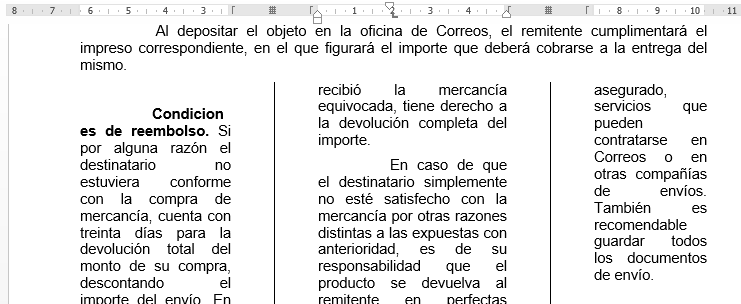 8 7 6 5 4 3 1 2 3 4 8 9 10 11
Al depositar el objeto en la oficina de Correos, el remitente cumplimentará el
impreso correspondiente, en el que figurará el importe que deberá cobrarse a la entrega del
mismo.
Condicion
es de reembolso. Si
por alguna razón el
destinatario no
estuviera conforme
con la compra de
mercancía, cuenta con
treinta días para la
devolución total del
monto de su compra,
descontando el
importe del envío. En
recibió la mercancía
equivocada, tiene derecho a
la devolución completa del
importe.
En caso de que
el destinatario simplemente
no esté satisfecho con la
mercancía por otras razones
distintas a las expuestas con
anterioridad, es de su
responsabilidad que el
producto se devuelva al
remitente en perfectas
asegurado,
servicios que
pueden
contratarse en
Correos o en
otras compañías
de envíos.
También es
recomendable
guardar todos
los documentos
de envío.